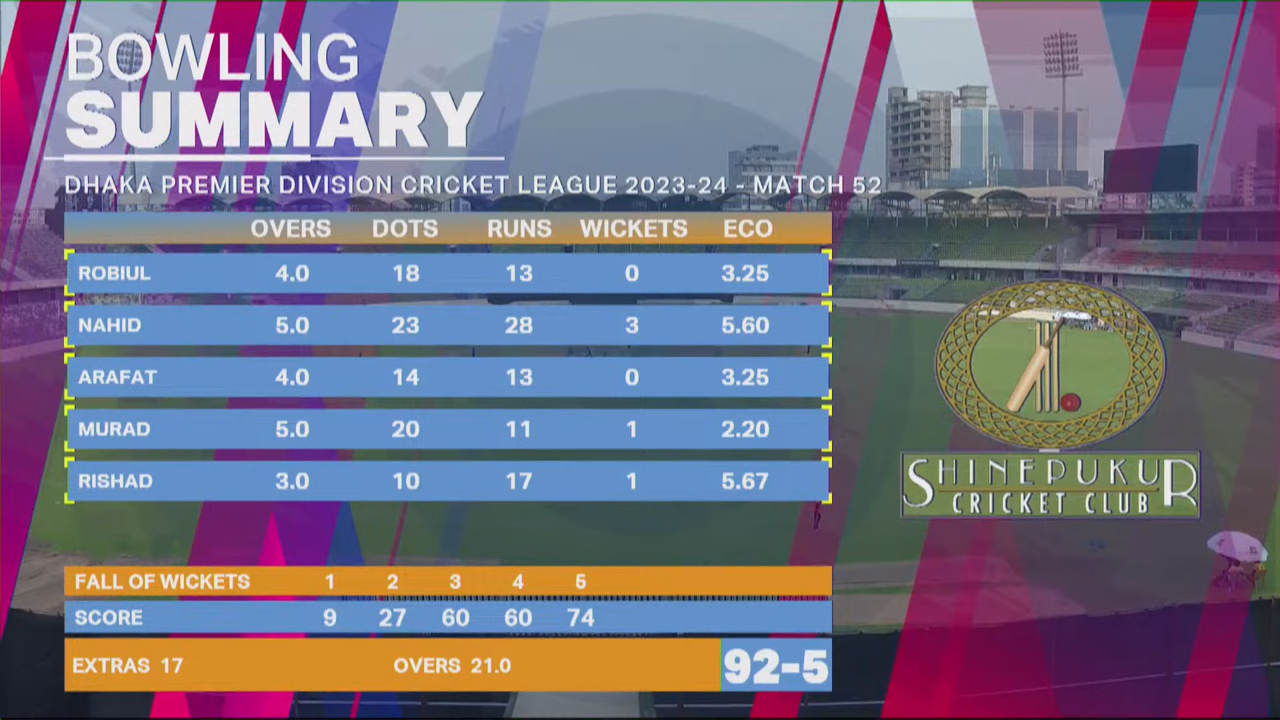 BOWLING
SUMMARY
DHAKA PREMIER DIVISION CRICKET LEAGUE 2023-24 - MATCH 52
OVERS DOTS RUNS WICKETS ECO
ROBIUL 4.0 18 13 0 3.25
NAHID 5.0 23 28 3 5.60
ARAFAT 4.0 14 13 0 3.25
MURAD 5.0 20 11 1 2.20
RISHAD 3.0 10 17 1 5.67
SHINEPUKUR
CRICKET CLUB
FALL OF WICKETS 1 2 3 4 5
SCORE 9 27 60 60 74
EXTRAS 17 OVERS 21.0 92-5